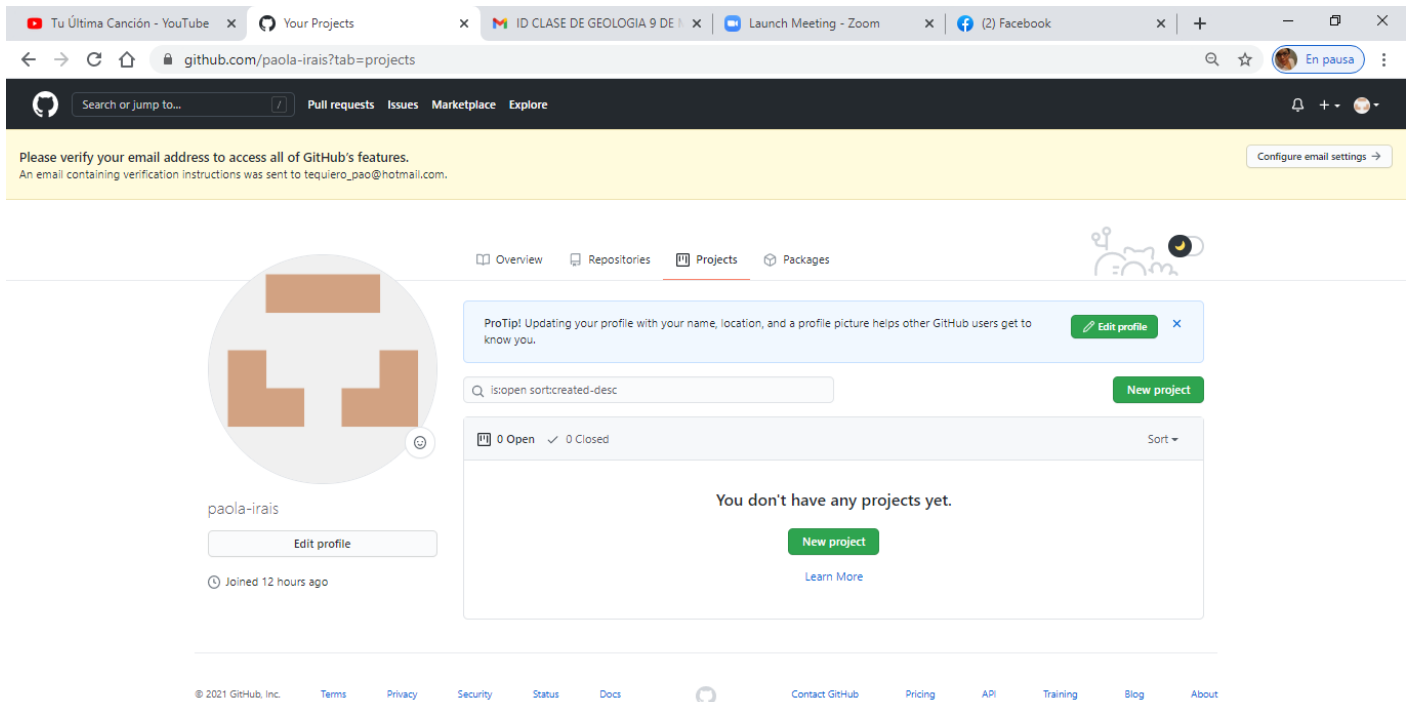 Tu Última Canción - YouTube
Your Projects
ID CLASE DE GEOLOGIA 9 DE
Launch Meeting - Zoom
(2) Facebook
github.com/paola-irais?tab=projects
En pausa
Search or jump to...
/
Pull requests Issues Marketplace Explore
Please verify your email address to access all of GitHub's features.
An email containing verification instructions was sent to tequiero_pao@hotmail.com.
Configure email settings →
Overview Repositories Projects Packages
ProTip! Updating your profile with your name, location, and a profile picture helps other GitHub users get to
know you.
Edit profile
is:open sort:created-desc
New project
0 Open 0 Closed
Sort
You don't have any projects yet.
New project
Learn More
paola-irais
Edit profile
Joined 12 hours ago
© 2021 GitHub, Inc. Terms Privacy Security Status Docs Contact GitHub Pricing API Training Blog About